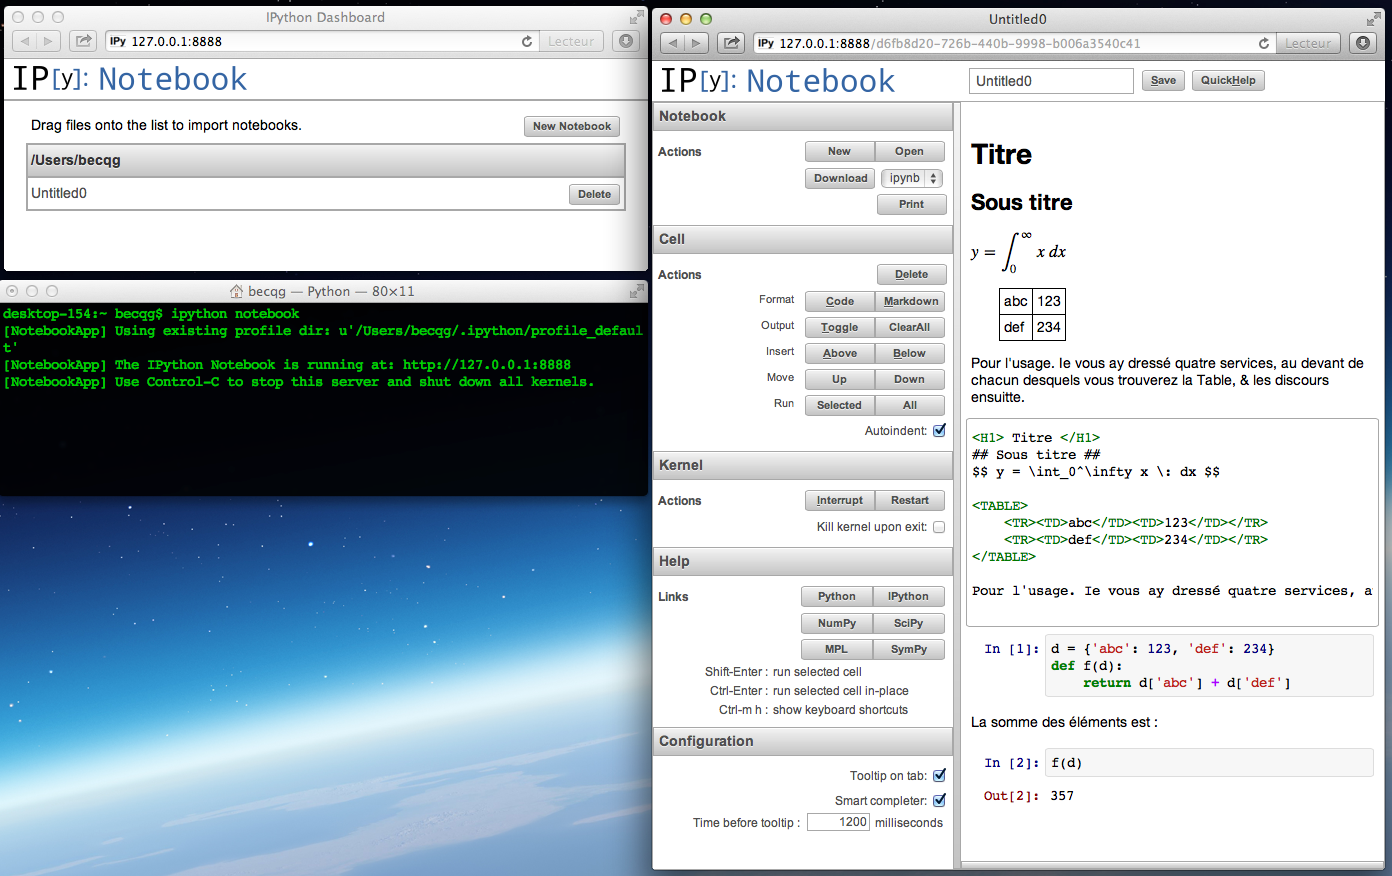 IPython Dashboard
IPy 127.0.0.1:8888
Lecteur
IP[y]: Notebook
Drag files onto the list to import notebooks.
New Notebook
/Users/becqg
Untitled0
Delete
becqg — Python — 80×11
desktop-154:~ becqg$ ipython notebook
[NotebookApp] Using existing profile dir: u'/Users/becqg/.ipython/profile_defaul
t'
[NotebookApp] The IPython Notebook is running at: http://127.0.0.1:8888
[NotebookApp] Use Control-C to stop this server and shut down all kernels.
Untitled0
IPy 127.0.0.1:8888/d6fb8d20-726b-440b-9998-b006a3540c41
Lecteur
IP[y]: Notebook
Untitled0
Save
QuickHelp
Notebook
Actions
New
Open
Download
ipynb
Print
Cell
Actions
Delete
Format
Code
Markdown
Output
Toggle
ClearAll
Insert
Above
Below
Move
Up
Down
Run
Selected
All
Autoindent:
Kernel
Actions
Interrupt
Restart
Kill kernel upon exit:
Help
Links
Python
IPython
NumPy
SciPy
MPL
SymPy
Shift-Enter : run selected cell
Ctrl-Enter : run selected cell in-place
Ctrl-m h : show keyboard shortcuts
Configuration
Tooltip on tab:
Smart completer:
Time before tooltip : 1200 milliseconds
Titre
Sous titre
y = ∫₀^∞ x dx
abc 123
def 234
Pour l'usage. Ie vous ay dressé quatre services, au devant de
chacun desquels vous trouverez la Table, & les discours
ensuitte.
<H1> Titre </H1>
## Sous titre ##
$$ y = \int_0^\infty x \: dx $$
<TABLE>
<TR><TD>abc</TD><TD>123</TD></TR>
<TR><TD>def</TD><TD>234</TD></TR>
</TABLE>
Pour l'usage. Ie vous ay dressé quatre services, a
In [1]: d = {'abc': 123, 'def': 234}
def f(d):
return d['abc'] + d['def']
La somme des éléments est :
In [2]: f(d)
Out[2]: 357